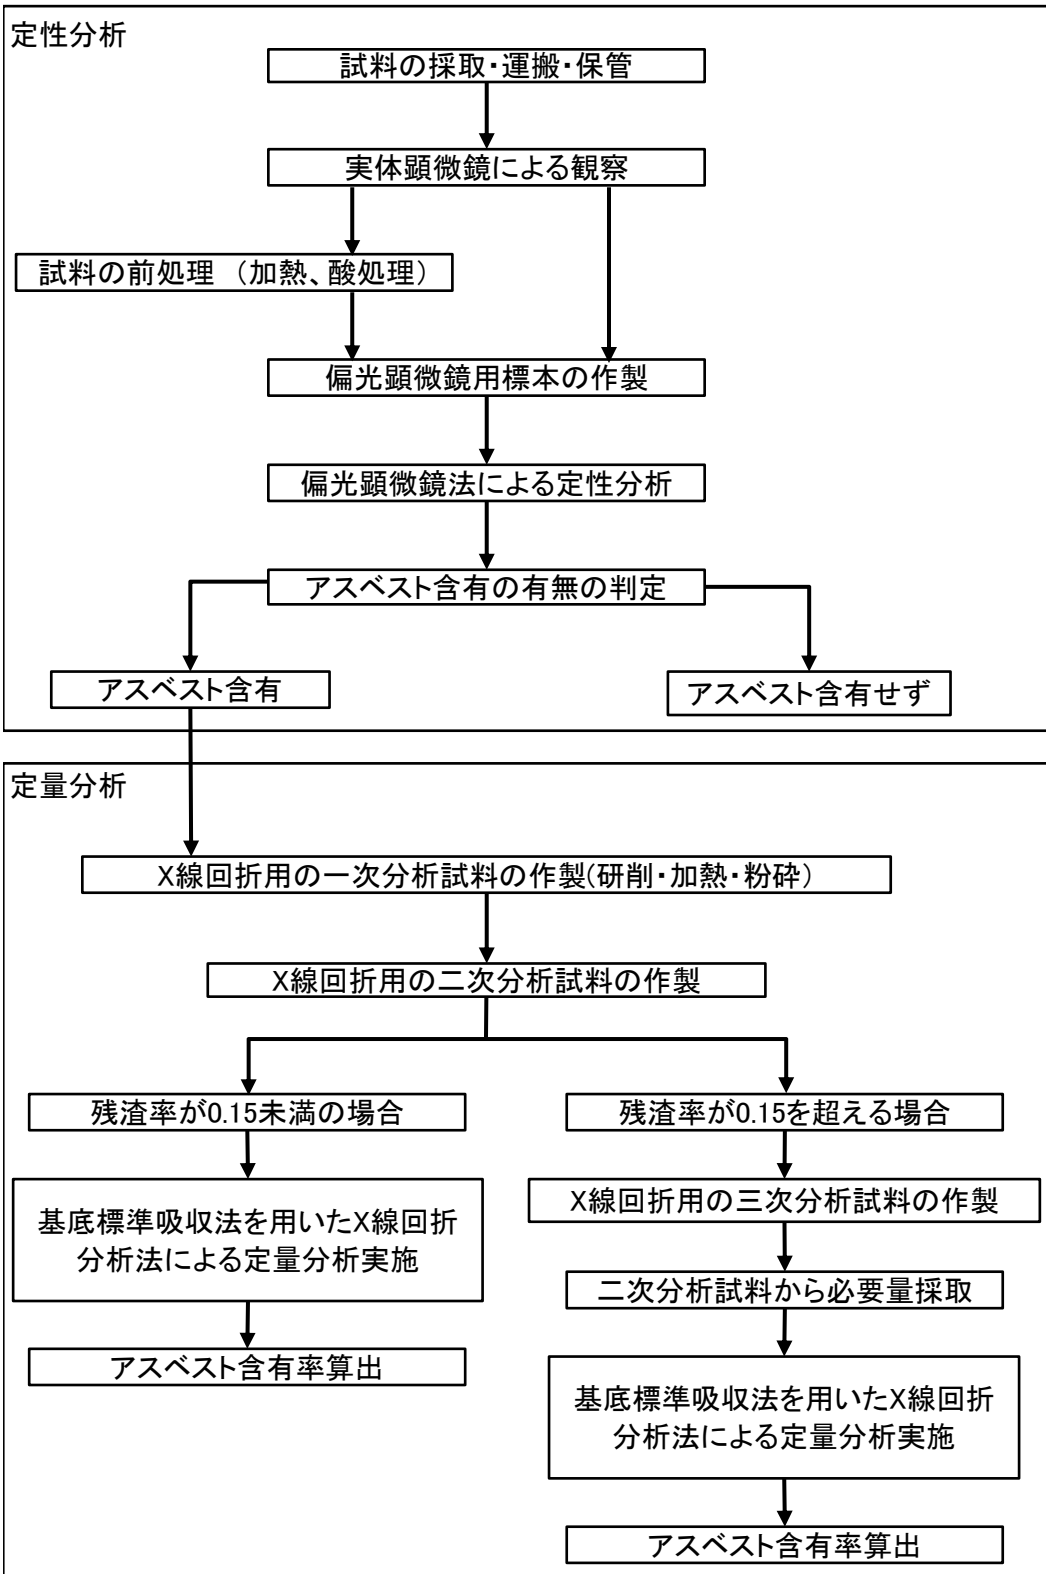 定性分析
試料の採取・運搬・保管
実体顕微鏡による観察
試料の前処理 （加熱、酸処理）
偏光顕微鏡用標本の作製
偏光顕微鏡法による定性分析
アスベスト含有の有無の判定
アスベスト含有
アスベスト含有せず
定量分析
X線回折用の一次分析試料の作製(研削・加熱・粉砕）
X線回折用の二次分析試料の作製
残渣率が0.15未満の場合
基底標準吸収法を用いたX線回折
分析法による定量分析実施
アスベスト含有率算出
残渣率が0.15を超える場合
X線回折用の三次分析試料の作製
二次分析試料から必要量採取
基底標準吸収法を用いたX線回折
分析法による定量分析実施
アスベスト含有率算出